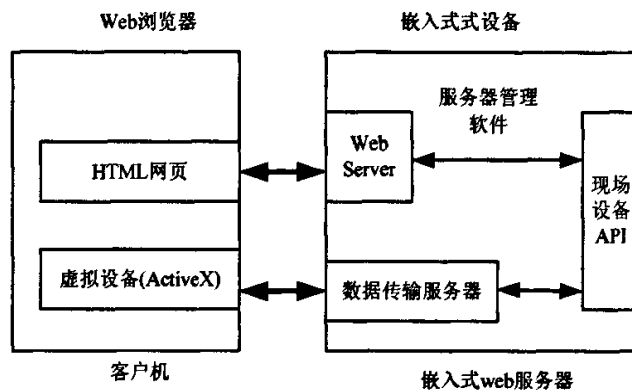 Web浏览器
嵌入式式设备
服务器管理
软件
Web
Server
HTML网页
现场
设备
API
虚拟设备(ActiveX)
数据传输服务器
客户机
嵌入式web服务器